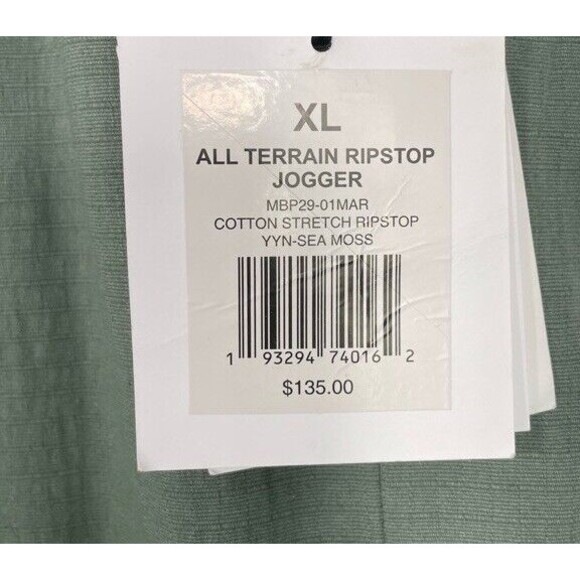 XL
ALL TERRAIN RIPSTOP
JOGGER
MBP29-01MAR
COTTON STRETCH RIPSTOP
YYN-SEA MOSS
1 93294 74016 2
$135.00